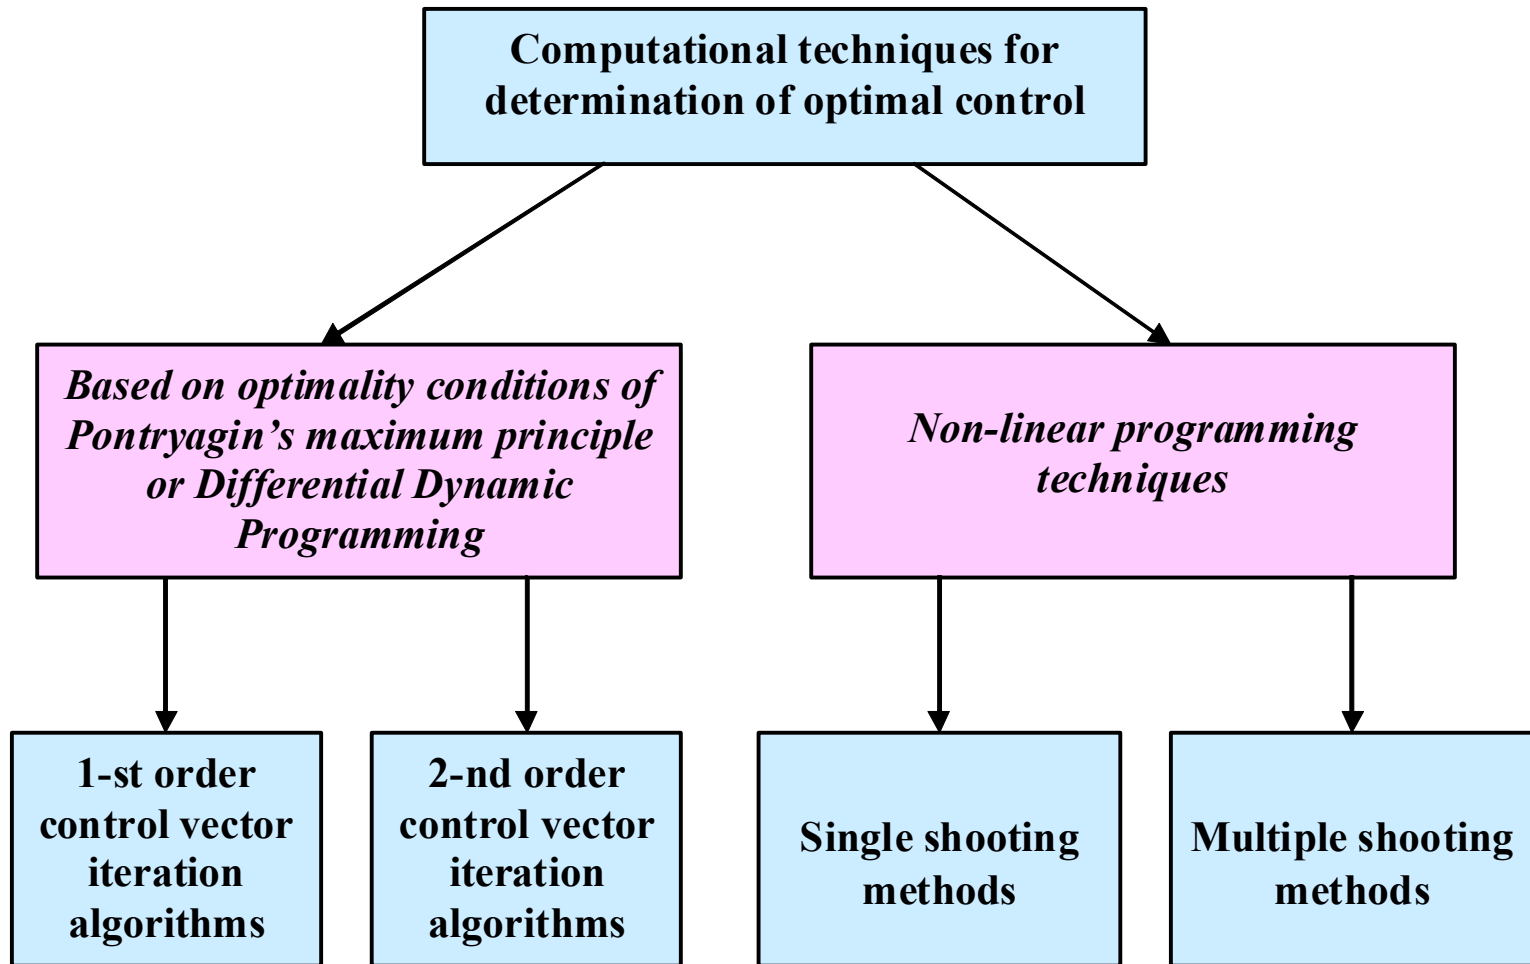 Computational techniques for
determination of optimal control
Based on optimality conditions of
Pontryagin’s maximum principle
or Differential Dynamic
Programming
Non-linear programming
techniques
1-st order
control vector
iteration
algorithms
2-nd order
control vector
iteration
algorithms
Single shooting
methods
Multiple shooting
methods